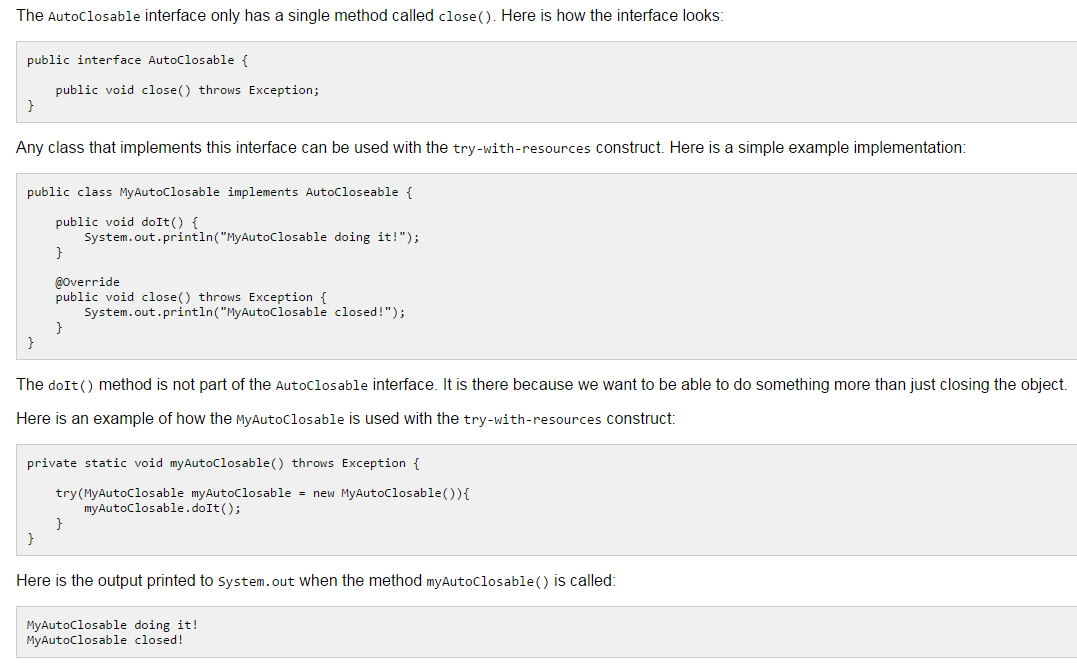 The AutoClosable interface only has a single method called close(). Here is how the interface looks:
public interface AutoClosable {
    public void close() throws Exception;
}
Any class that implements this interface can be used with the try-with-resources construct. Here is a simple example implementation:
public class MyAutoClosable implements AutoCloseable {
    public void doIt() {
        System.out.println("MyAutoClosable doing it!");
    }
    @Override
    public void close() throws Exception {
        System.out.println("MyAutoClosable closed!");
    }
}
The doIt() method is not part of the AutoClosable interface. It is there because we want to be able to do something more than just closing the object.
Here is an example of how the MyAutoClosable is used with the try-with-resources construct:
private static void myAutoClosable() throws Exception {
    try(MyAutoClosable myAutoClosable = new MyAutoClosable()){
        myAutoClosable.doIt();
    }
}
Here is the output printed to System.out when the method myAutoClosable() is called:
MyAutoClosable doing it!
MyAutoClosable closed!